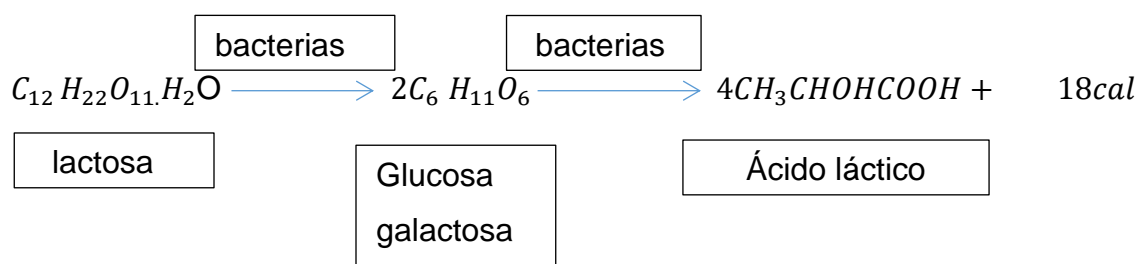 bacterias bacterias
C₁₂ H₂₂O₁₁.H₂O → 2C₆ H₁₁O₆ → 4CH₃CHOHCOOH + 18cal
lactosa
Glucosa
galactosa
Ácido láctico